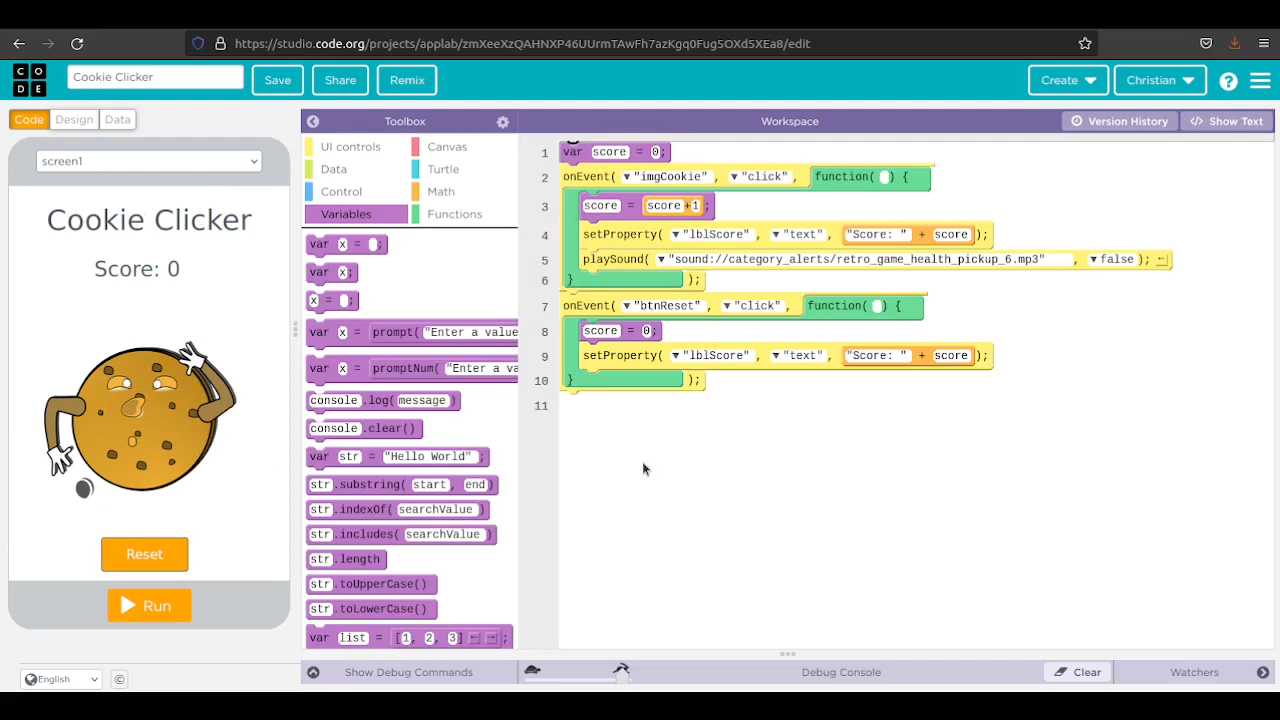 https://studio.code.org/projects/applab/zmXeeXzQAHNXP46UUrmTAwFh7azKgq0Fug5OXd5XEa8/edit
C O
D E
Cookie Clicker
Save
Share
Remix
Create
Christian
?
Code
Design
Data
screen1
Cookie Clicker
Score: 0
Reset
Run
English
©
Toolbox
UI controls
Canvas
Data
Turtle
Control
Math
Variables
Functions
var x = ;
var x;
x = ;
var x = prompt("Enter a value
var x = promptNum("Enter a va
console.log(message)
console.clear()
var str = "Hello World";
str.substring(start, end)
str.indexOf(searchValue)
str.includes(searchValue)
str.length
str.toUpperCase()
str.toLowerCase()
var list = [1, 2, 3];
Show Debug Commands
Workspace
Version History
</> Show Text
1 var score = 0;
2 onEvent("imgCookie", "click", function( ) {
3 score = score +1;
4 setProperty("lblScore", "text", "Score: " + score);
5 playSound("sound://category_alerts/retro_game_health_pickup_6.mp3", false);
6 } );
7 onEvent("btnReset", "click", function( ) {
8 score = 0;
9 setProperty("lblScore", "text", "Score: " + score);
10 } );
11
Debug Console
Clear
Watchers